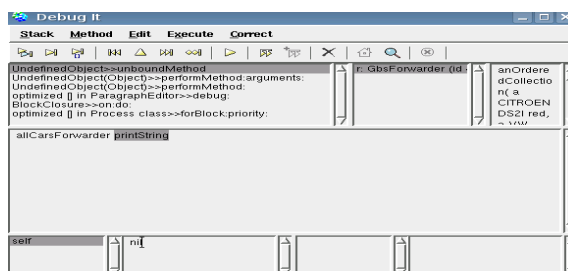 Debug It
Stack Method Edit Execute Correct
UndefinedObject>>unboundMethod
UndefinedObject(Object)>>performMethod:arguments:
UndefinedObject(Object)>>performMethod:
optimized [] in ParagraphEditor>>debug:
BlockClosure>>on:do:
optimized [] in Process class>>forBlock:priority:
r: GbsForwarder (id
anOrdere
dCollectio
n( a
CITROEN
DS21 red,
a VW
allCarsForwarder printString
self
nil